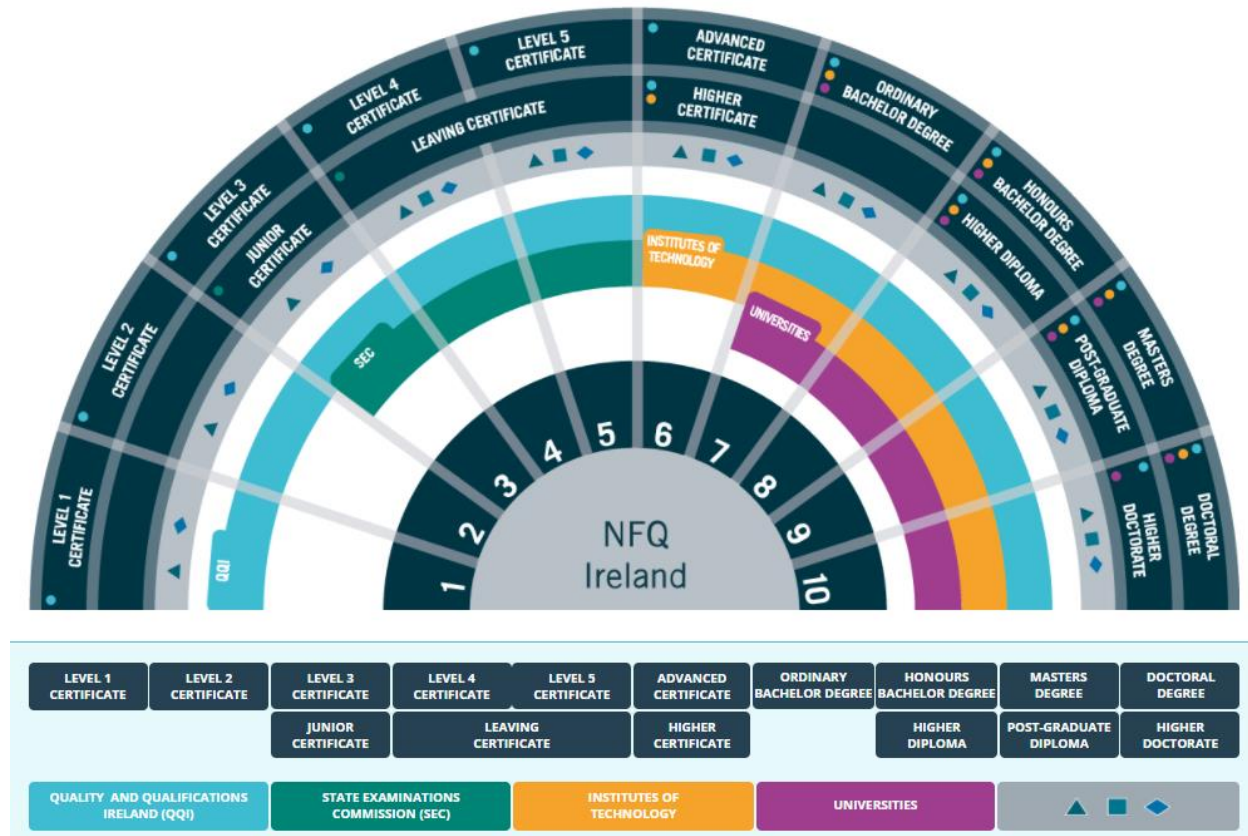 LEVEL 1
CERTIFICATE
LEVEL 2
CERTIFICATE
LEVEL 3
CERTIFICATE
LEVEL 4
CERTIFICATE
LEVEL 5
CERTIFICATE
ADVANCED
CERTIFICATE
ORDINARY
BACHELOR DEGREE
HONOURS
BACHELOR DEGREE
MASTERS
DEGREE
DOCTORAL
DEGREE
JUNIOR
CERTIFICATE
LEAVING CERTIFICATE
HIGHER
CERTIFICATE
HIGHER DIPLOMA
POST-GRADUATE
DIPLOMA
HIGHER
DOCTORATE
QQI
SEC
INSTITUTES OF
TECHNOLOGY
UNIVERSITIES
1
2
3
4
5
6
7
8
9
10
NFQ
Ireland
LEVEL 1
CERTIFICATE
LEVEL 2
CERTIFICATE
LEVEL 3
CERTIFICATE
LEVEL 4
CERTIFICATE
LEVEL 5
CERTIFICATE
ADVANCED
CERTIFICATE
ORDINARY
BACHELOR DEGREE
HONOURS
BACHELOR DEGREE
MASTERS
DEGREE
DOCTORAL
DEGREE
JUNIOR
CERTIFICATE
LEAVING
CERTIFICATE
HIGHER
CERTIFICATE
HIGHER
DIPLOMA
POST-GRADUATE
DIPLOMA
HIGHER
DOCTORATE
QUALITY AND QUALIFICATIONS
IRELAND (QQI)
STATE EXAMINATIONS
COMMISSION (SEC)
INSTITUTES OF
TECHNOLOGY
UNIVERSITIES